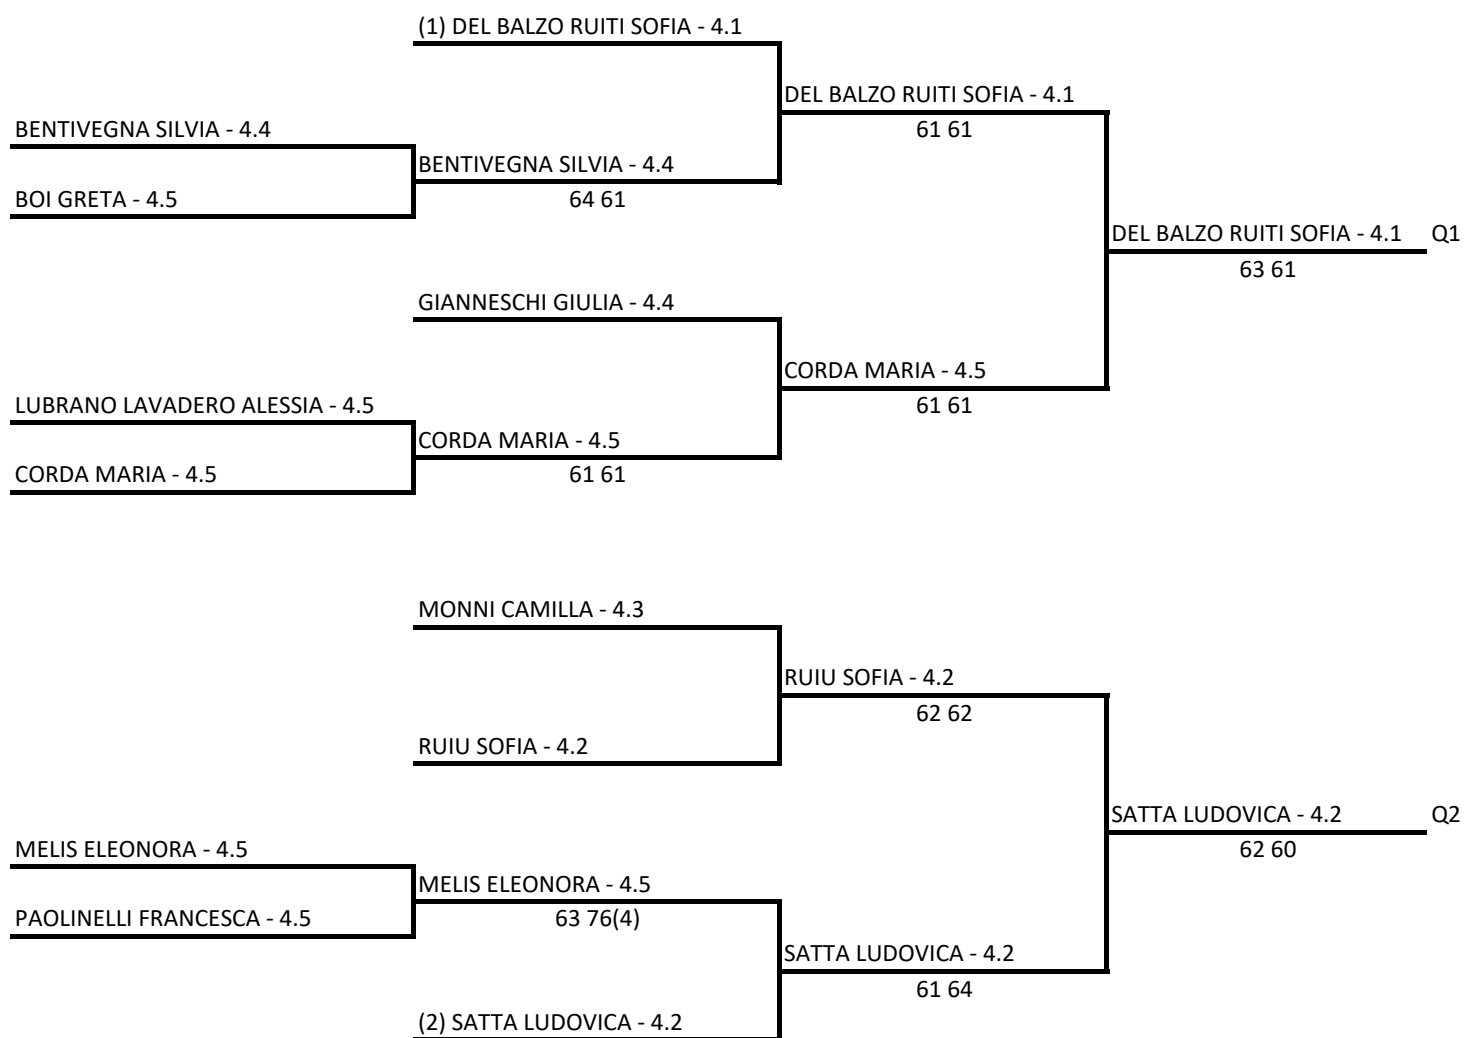 (1) DEL BALZO RUITI SOFIA - 4.1
DEL BALZO RUITI SOFIA - 4.1
61 61
BENTIVEGNA SILVIA - 4.4
BENTIVEGNA SILVIA - 4.4
64 61
BOI GRETA - 4.5
DEL BALZO RUITI SOFIA - 4.1 Q1
63 61
GIANNESCHI GIULIA - 4.4
CORDA MARIA - 4.5
61 61
LUBRANO LAVADERO ALESSIA - 4.5
CORDA MARIA - 4.5
61 61
CORDA MARIA - 4.5
MONNI CAMILLA - 4.3
RUIU SOFIA - 4.2
62 62
RUIU SOFIA - 4.2
SATTA LUDOVICA - 4.2 Q2
62 60
MELIS ELEONORA - 4.5
MELIS ELEONORA - 4.5
63 76(4)
PAOLINELLI FRANCESCA - 4.5
SATTA LUDOVICA - 4.2
61 64
(2) SATTA LUDOVICA - 4.2